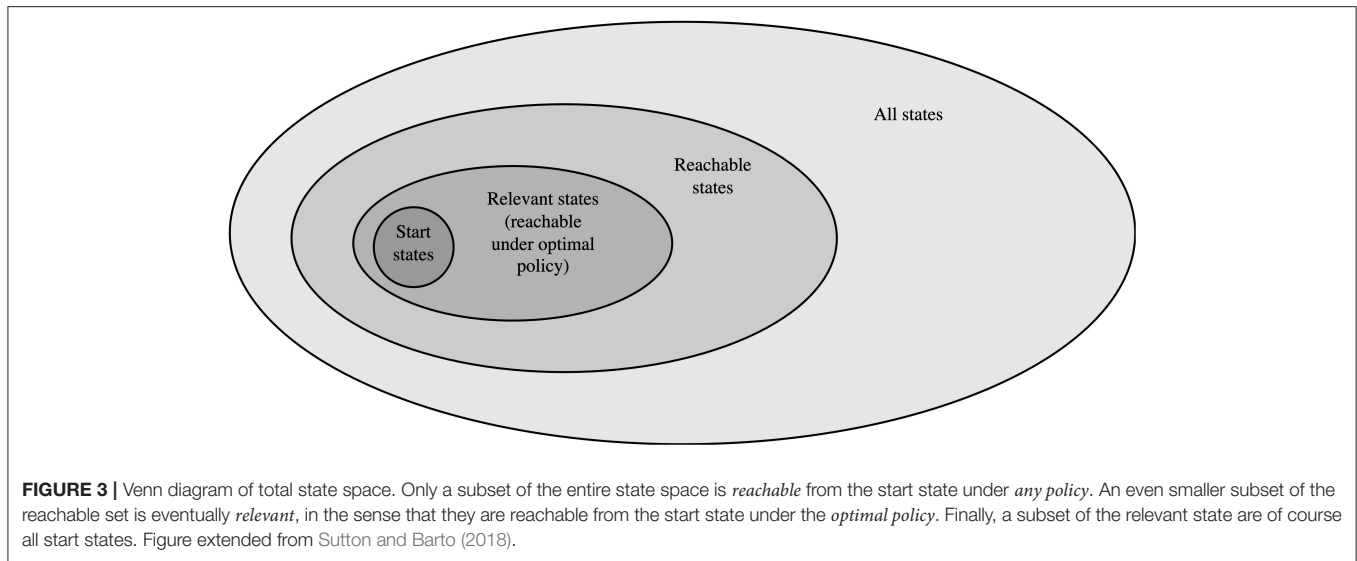 All states
Reachable
states
Relevant states
(reachable
under optimal
policy)
Start
states
FIGURE 3 | Venn diagram of total state space. Only a subset of the entire state space is reachable from the start state under any policy. An even smaller subset of the
reachable set is eventually relevant, in the sense that they are reachable from the start state under the optimal policy. Finally, a subset of the relevant state are of course
all start states. Figure extended from Sutton and Barto (2018).